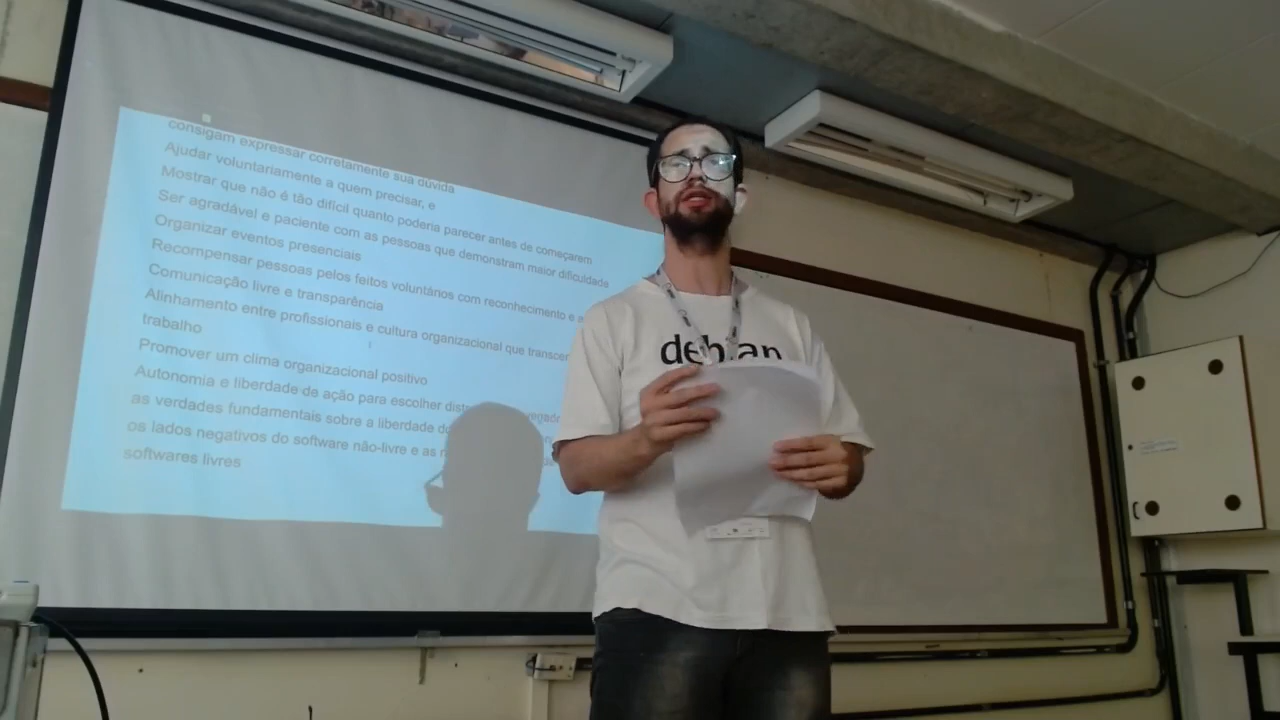 consigam expressar corretamente sua dúvida
Ajudar voluntariamente a quem precisar, e
Mostrar que não é tão difícil quanto poderia parecer antes de começarem
Ser agradável e paciente com as pessoas que demonstram maior dificuldade
Organizar eventos presenciais
Recompensar pessoas pelos feitos voluntários com reconhecimento e a
Comunicação livre e transparência
Alinhamento entre profissionais e cultura organizacional que
trabalho
Promover um clima organizacional positivo
Autonomia e liberdade de ação para escolher
as verdades fundamentais sobre a liberdade
os lados negativos do software não-livre e as
softwares livres
debian